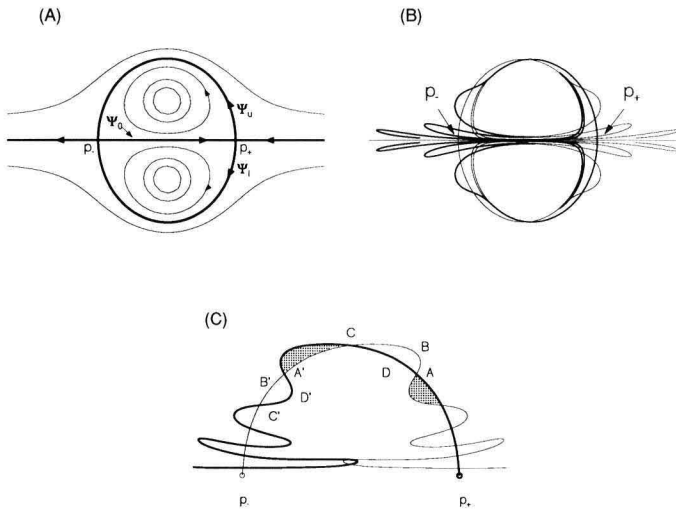 (A)
(B)
Ψu
Ψ0
p-
p+
Ψl
p-
p+
(C)
C
B
A'
D
A
B'
D'
C'
p-
p+